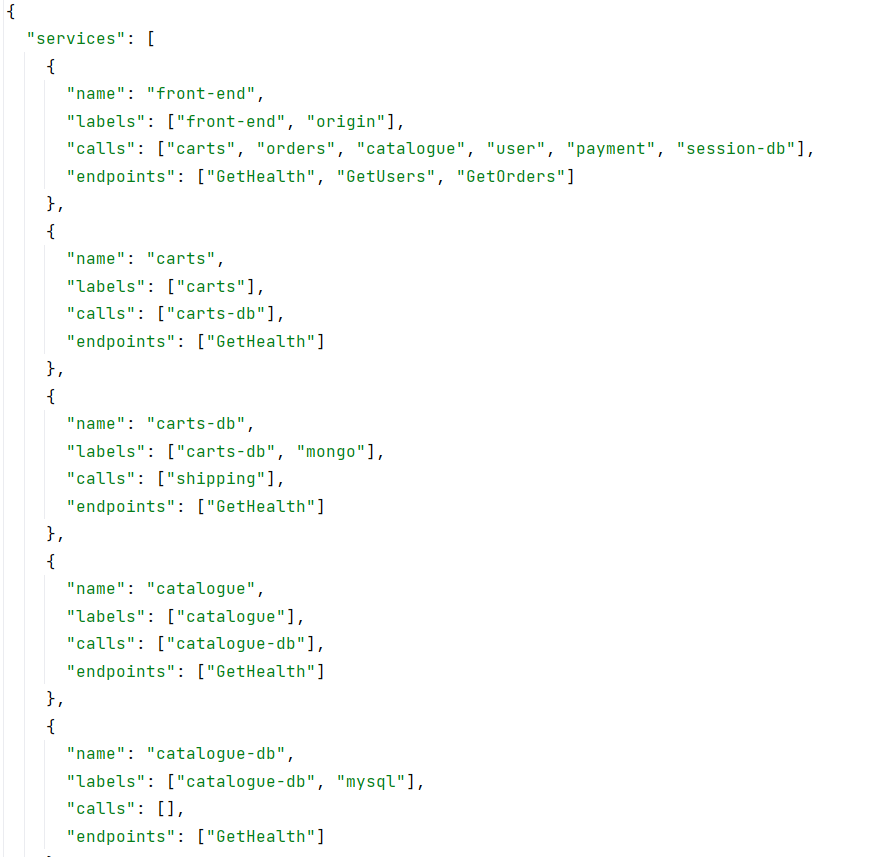 {
  "services": [
    {
      "name": "front-end",
      "labels": ["front-end", "origin"],
      "calls": ["carts", "orders", "catalogue", "user", "payment", "session-db"],
      "endpoints": ["GetHealth", "GetUsers", "GetOrders"]
    },
    {
      "name": "carts",
      "labels": ["carts"],
      "calls": ["carts-db"],
      "endpoints": ["GetHealth"]
    },
    {
      "name": "carts-db",
      "labels": ["carts-db", "mongo"],
      "calls": ["shipping"],
      "endpoints": ["GetHealth"]
    },
    {
      "name": "catalogue",
      "labels": ["catalogue"],
      "calls": ["catalogue-db"],
      "endpoints": ["GetHealth"]
    },
    {
      "name": "catalogue-db",
      "labels": ["catalogue-db", "mysql"],
      "calls": [],
      "endpoints": ["GetHealth"]